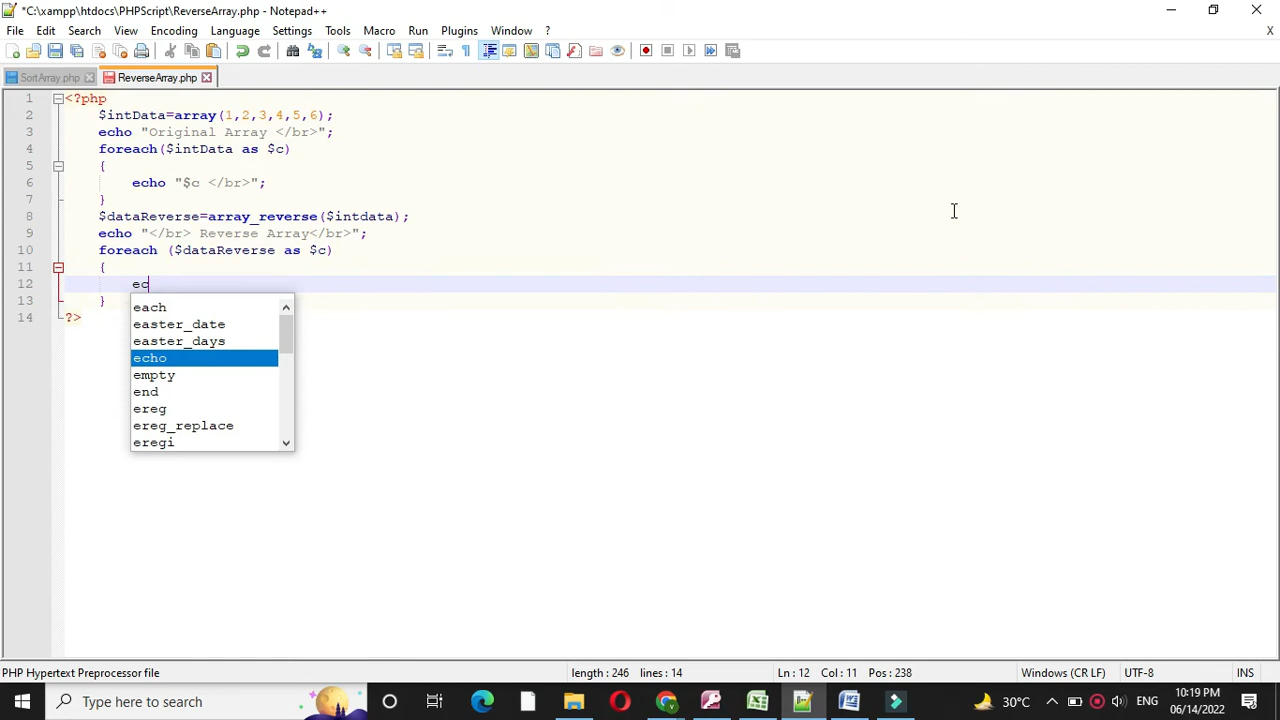 *C:\xampp\htdocs\PHPScript\ReverseArray.php - Notepad++
File Edit Search View Encoding Language Settings Tools Macro Run Plugins Window ? X
SortArray.php ReverseArray.php
1 <?php
2 $intData=array(1,2,3,4,5,6);
3 echo "Original Array </br>";
4 foreach($intData as $c)
5 {
6 echo "$c </br>";
7 }
8 $dataReverse=array_reverse($intdata);
9 echo "</br> Reverse Array</br>";
10 foreach ($dataReverse as $c)
11 {
12 ec
13 }
14 ?>
each
easter_date
easter_days
echo
empty
end
ereg
ereg_replace
eregi
PHP Hypertext Preprocessor file length : 246 lines : 14 Ln : 12 Col : 11 Pos : 238 Windows (CR LF) UTF-8 INS
Type here to search 30°C ENG 10:19 PM
06/14/2022